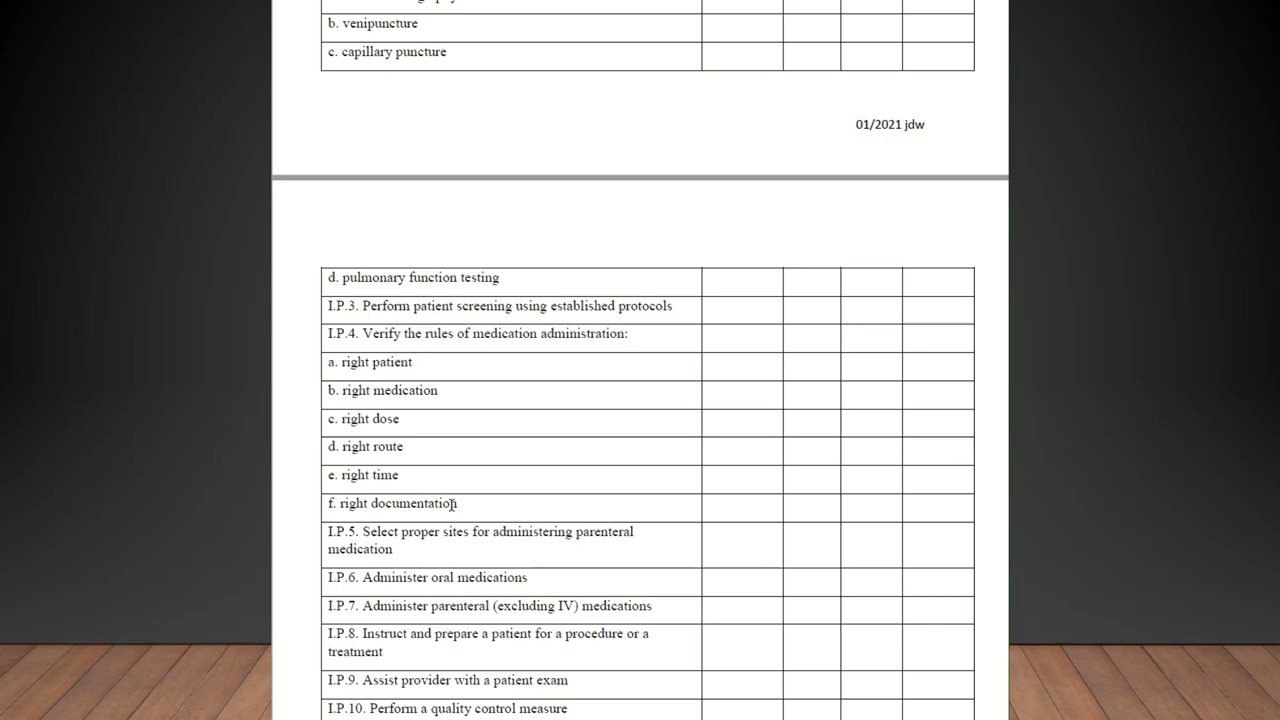 b. venipuncture
c. capillary puncture
01/2021 jdw
d. pulmonary function testing
I.P.3. Perform patient screening using established protocols
I.P.4. Verify the rules of medication administration:
a. right patient
b. right medication
c. right dose
d. right route
e. right time
f. right documentation
I.P.5. Select proper sites for administering parenteral
medication
I.P.6. Administer oral medications
I.P.7. Administer parenteral (excluding IV) medications
I.P.8. Instruct and prepare a patient for a procedure or a
treatment
I.P.9. Assist provider with a patient exam
I.P.10. Perform a quality control measure